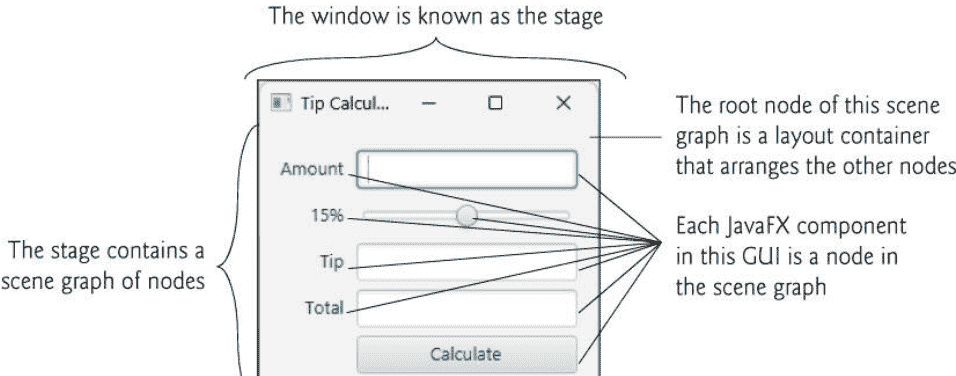 The window is known as the stage
Tip Calcul...
The root node of this scene
graph is a layout container
that arranges the other nodes
Amount
15%
Each JavaFX component
in this GUI is a node in
the scene graph
The stage contains a
scene graph of nodes
Tip
Total
Calculate